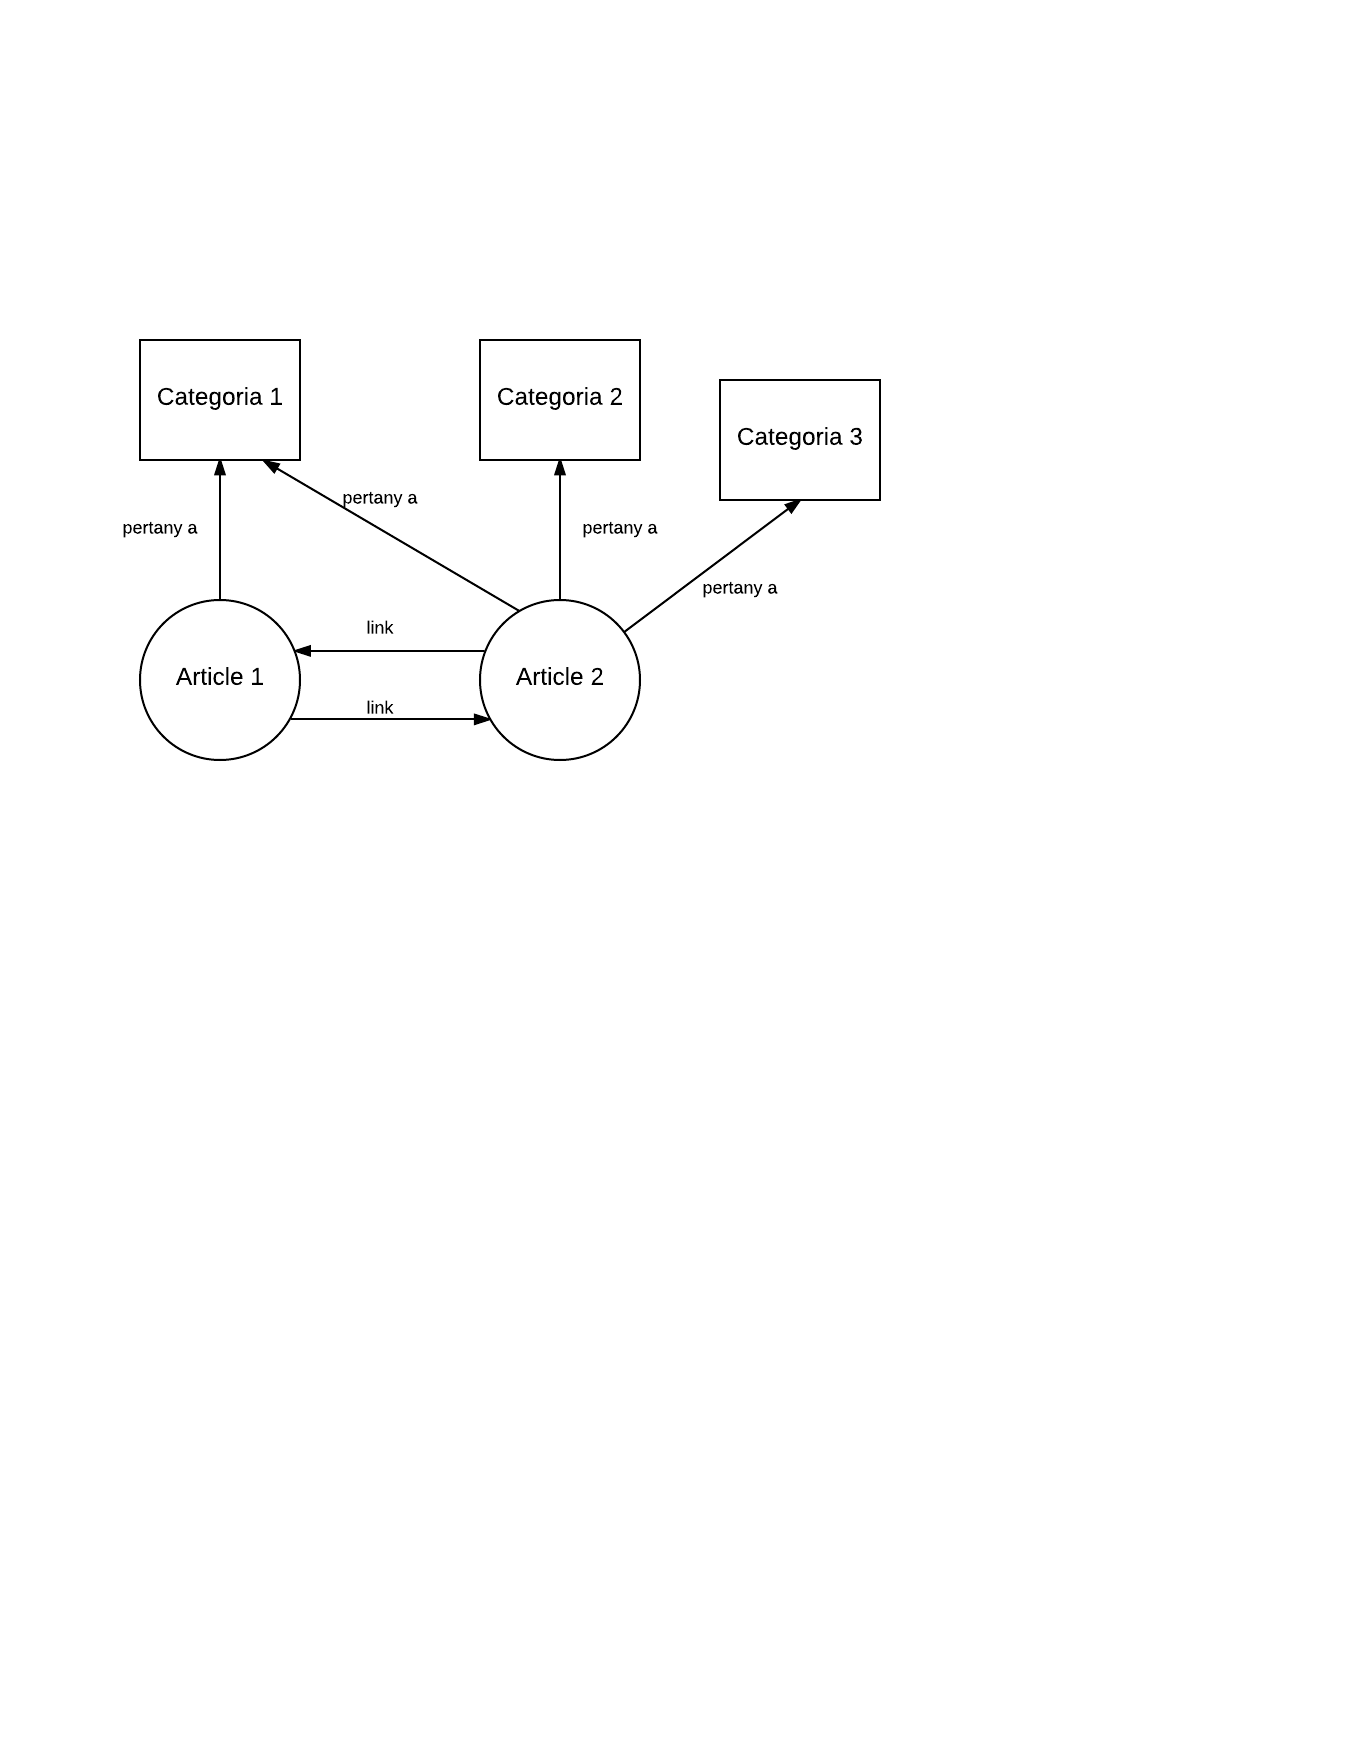 Categoria 1
Categoria 2
Categoria 3
pertany a
pertany a
pertany a
pertany a
link
Article 1
Article 2
link